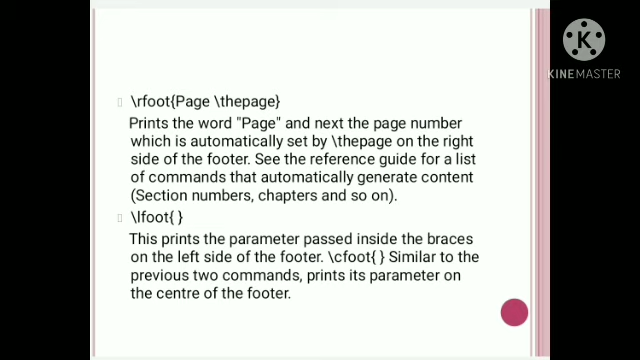 \rfoot{Page \thepage}
Prints the word "Page" and next the page number
which is automatically set by \thepage on the right
side of the footer. See the reference guide for a list
of commands that automatically generate content
(Section numbers, chapters and so on).
\lfoot{ }
This prints the parameter passed inside the braces
on the left side of the footer. \cfoot{ } Similar to the
previous two commands, prints its parameter on
the centre of the footer.
K
KINEMASTER